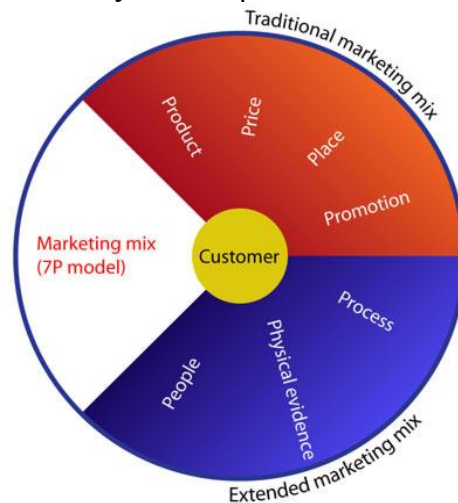 Traditional marketing mix
Product
Price
Place
Promotion
Marketing mix
(7P model)
Customer
Process
Physical evidence
People
Extended marketing mix